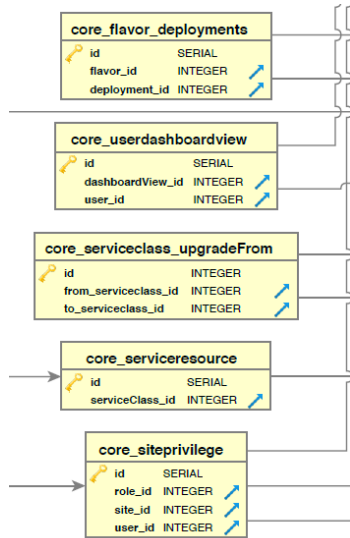 core_flavor_deployments
id SERIAL
flavor_id INTEGER
deployment_id INTEGER
core_userdashboardview
id SERIAL
dashboardView_id INTEGER
user_id INTEGER
core_serviceclass_upgradeFrom
id INTEGER
from_serviceclass_id INTEGER
to_serviceclass_id INTEGER
core_serviceresource
id SERIAL
serviceClass_id INTEGER
core_siteprivilege
id SERIAL
role_id INTEGER
site_id INTEGER
user_id INTEGER